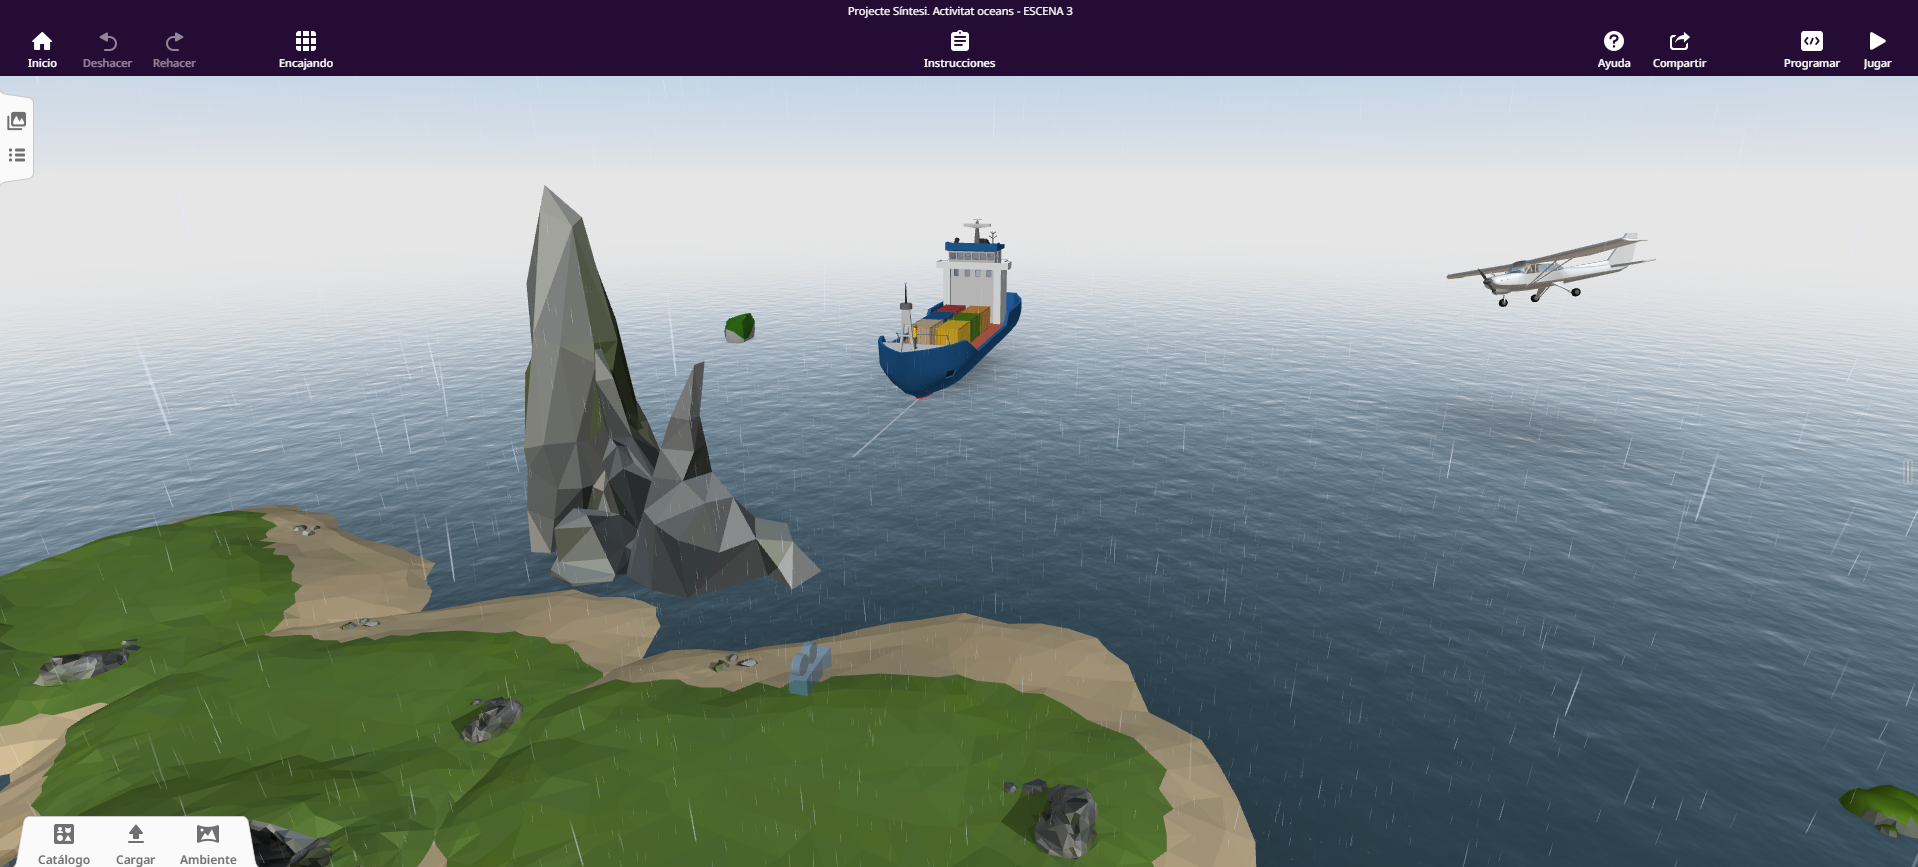 Projecte Síntesi. Activitat oceans - ESCENA 3
Inicio
Deshacer
Rehacer
Encajando
Instrucciones
Ayuda
Compartir
Programar
Jugar
Catálogo
Cargar
Ambiente